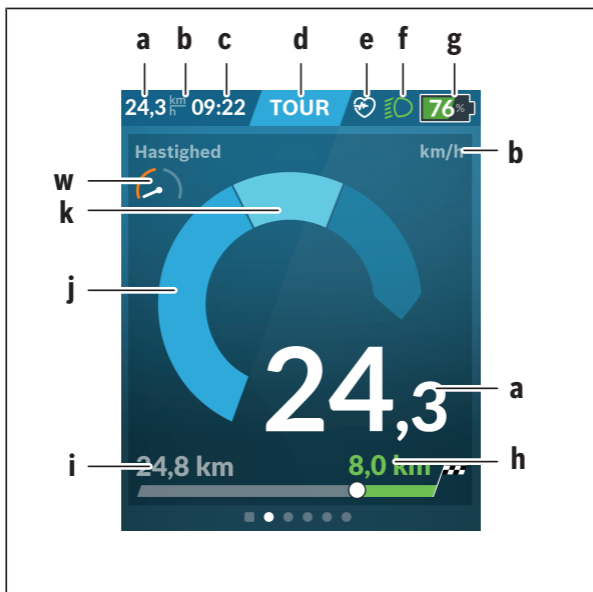 a b c d e f g
24,3 km/h 09:22 TOUR 76%
Hastighed km/h b
w
k
j
24,3 a
i 24,8 km 8,0 km h